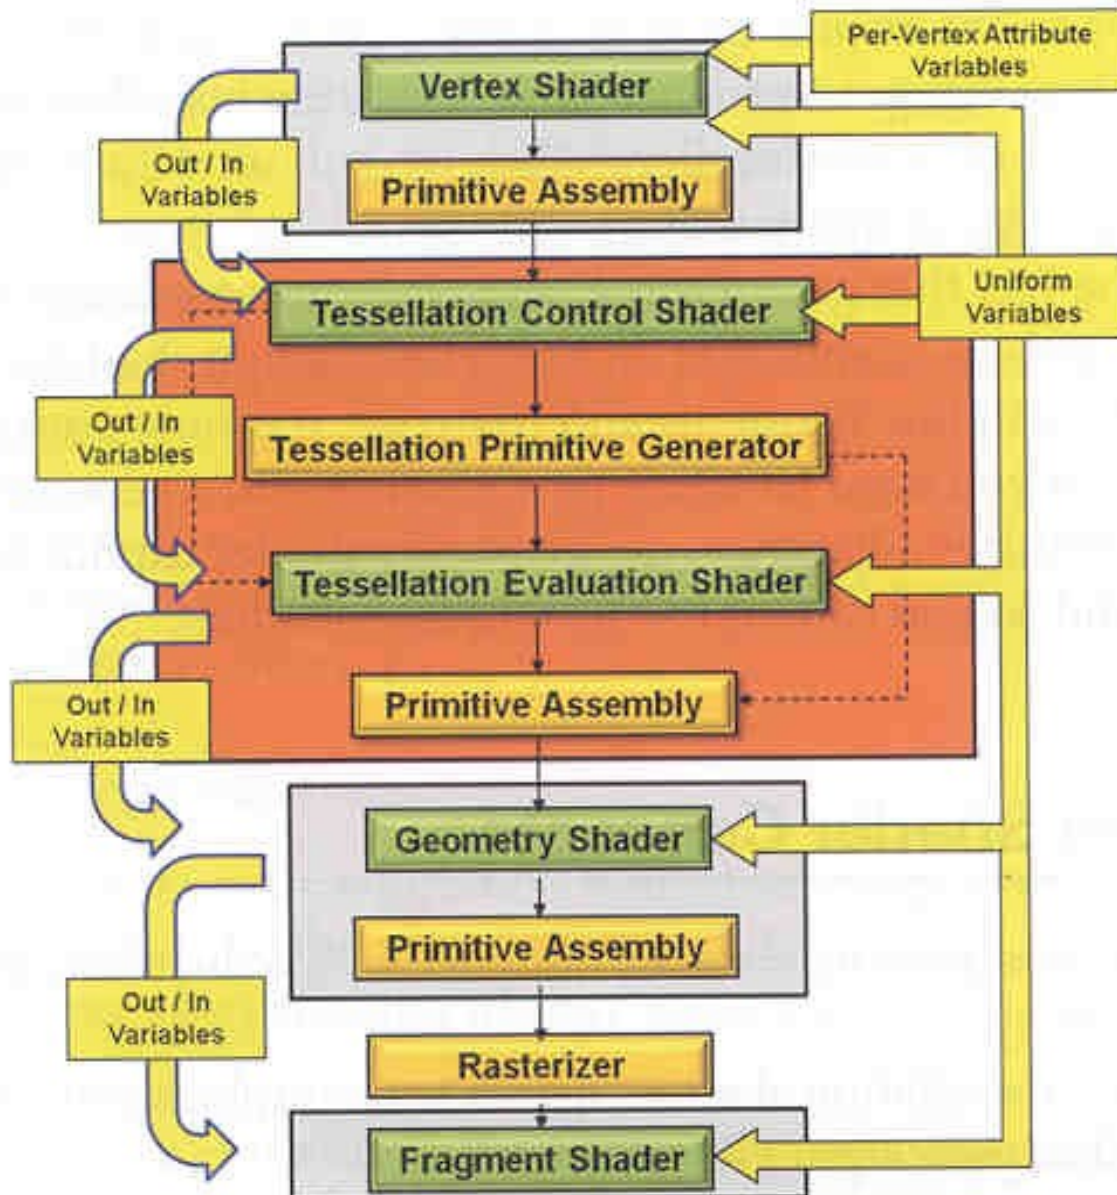 Per-Vertex Attribute
Variables
Vertex Shader
Out / In
Variables
Primitive Assembly
Tessellation Control Shader
Uniform
Variables
Out / In
Variables
Tessellation Primitive Generator
Tessellation Evaluation Shader
Out / In
Variables
Primitive Assembly
Geometry Shader
Primitive Assembly
Out / In
Variables
Rasterizer
Fragment Shader